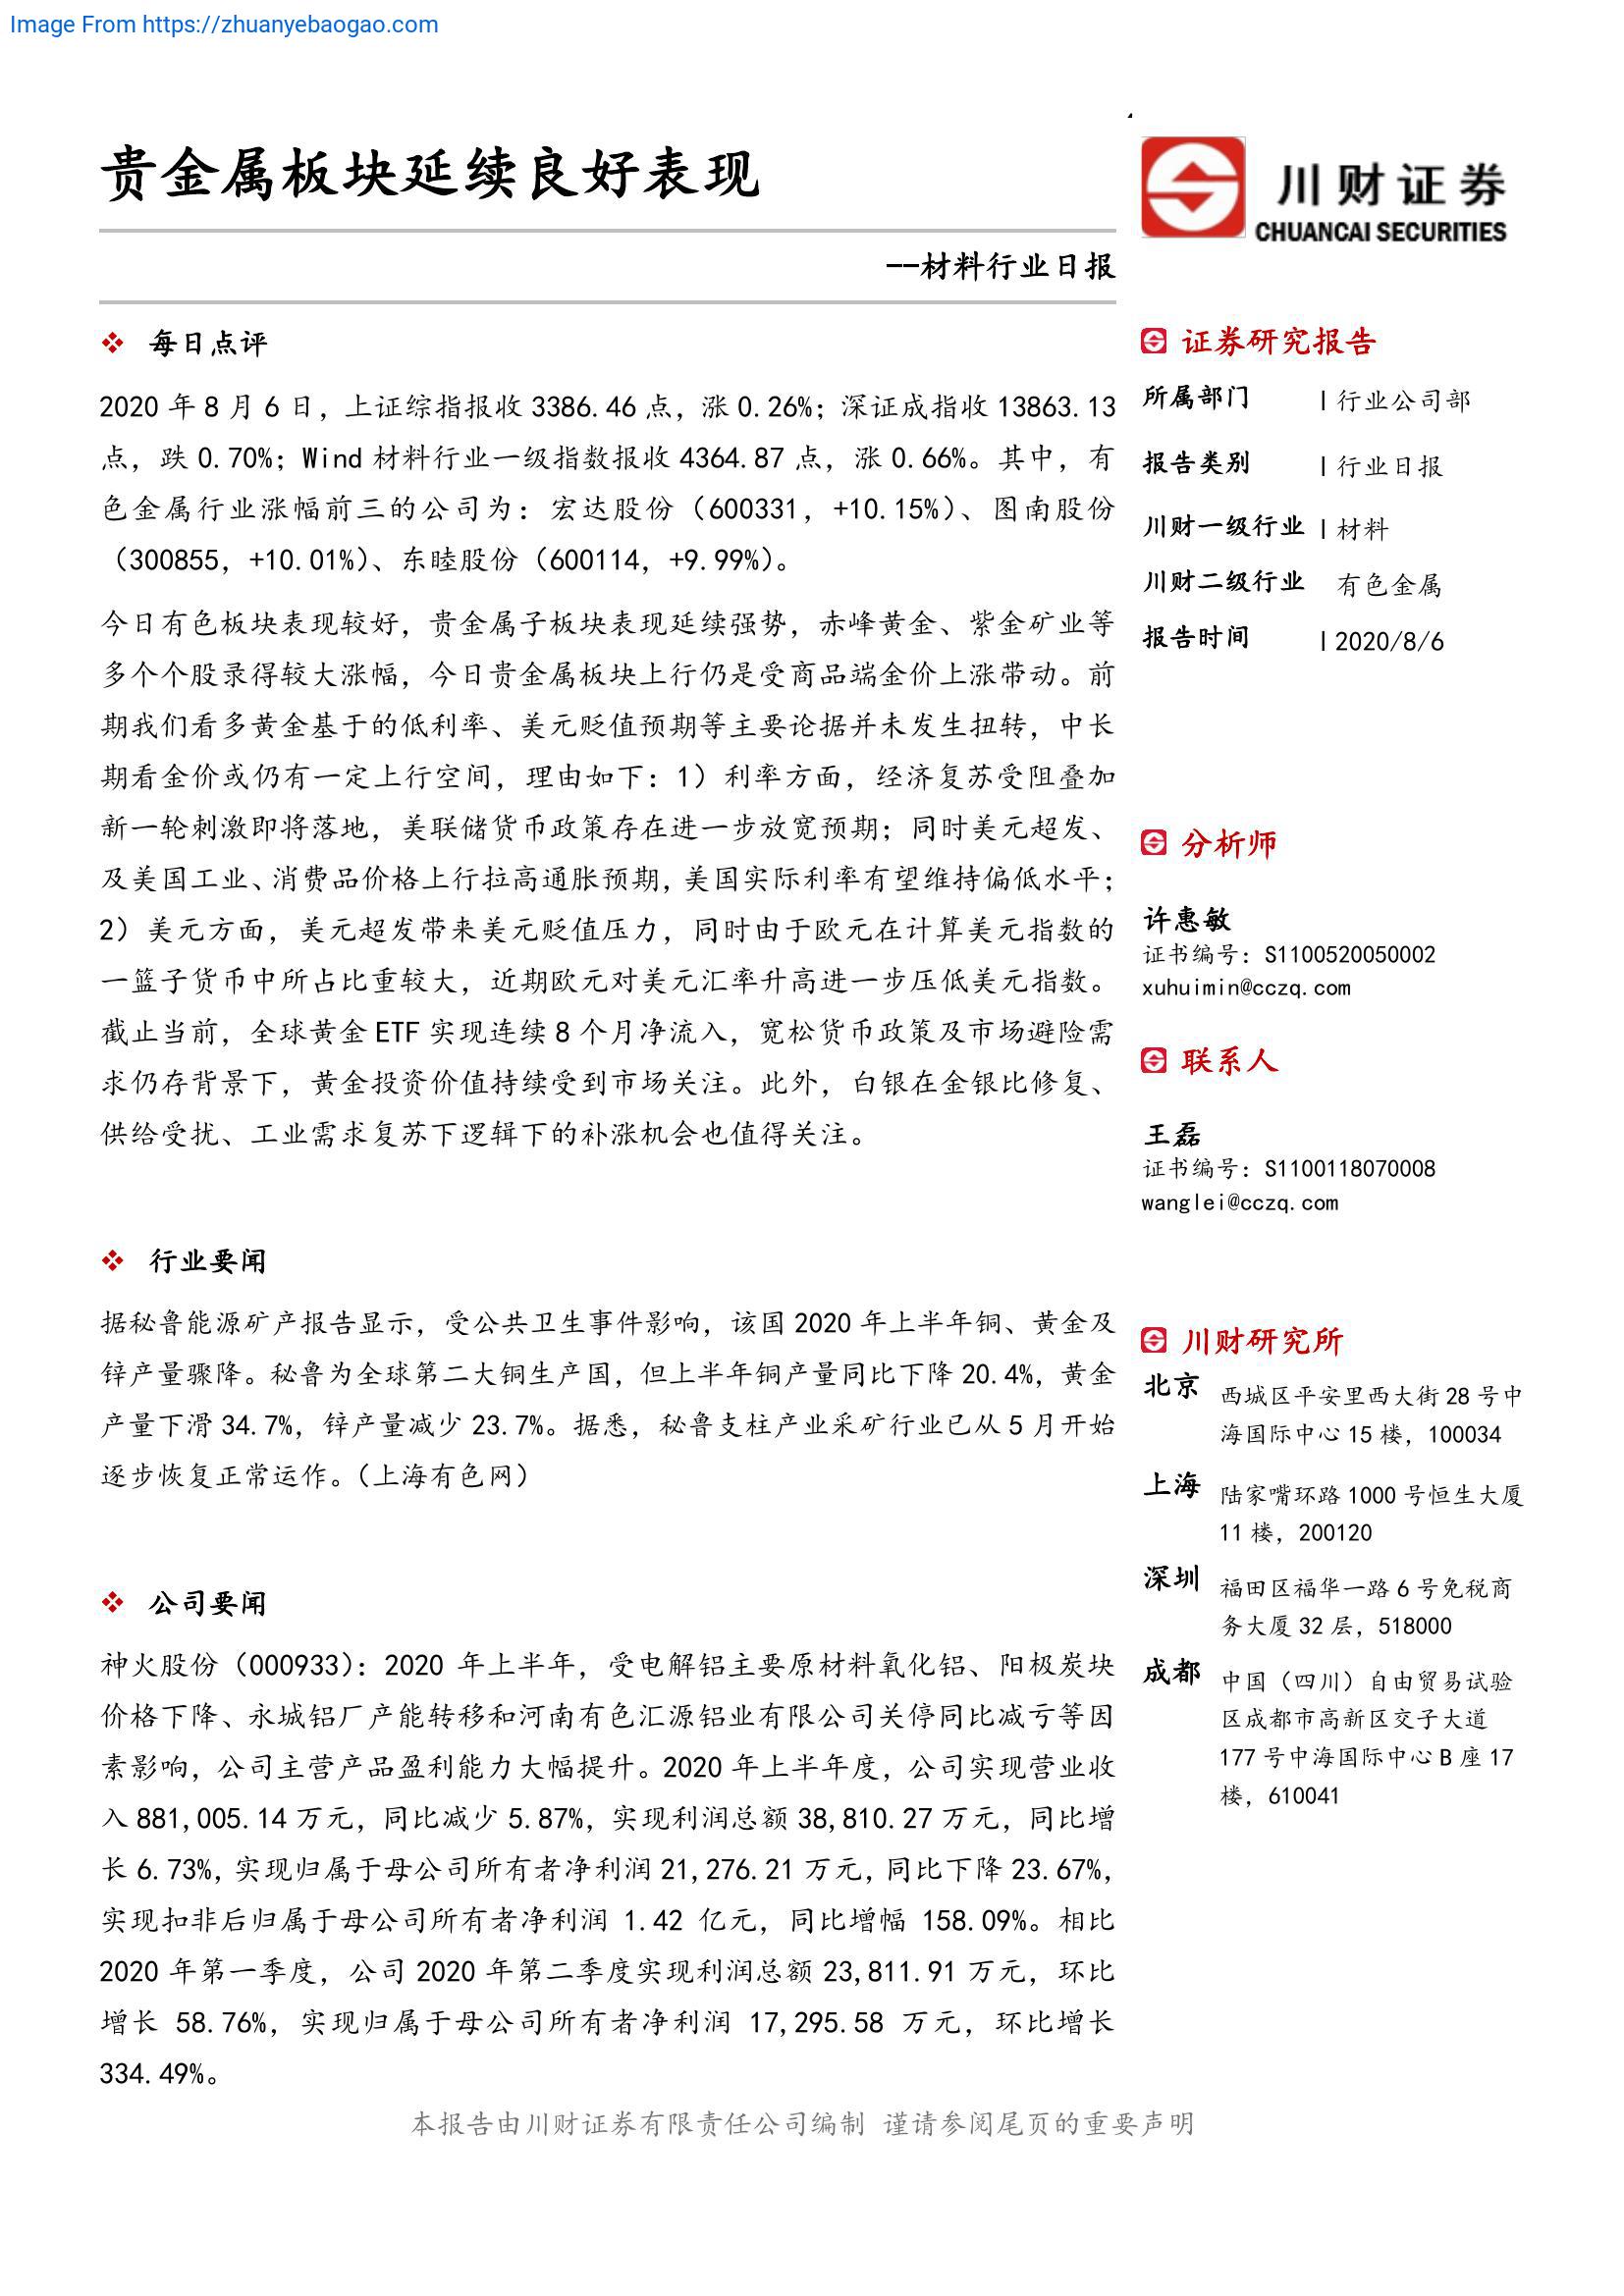 Image From https://zhuanyebaogao.com
贵金属板块延续良好表现
川财证券
CHUANCAI SECURITIES
--材料行业日报
每日点评
2020 年 8 月 6 日，上证综指报收 3386.46 点，涨 0.26%；深证成指收 13863.13
点，跌 0.70%；Wind 材料行业一级指数报收 4364.87 点，涨 0.66%。其中，有
色金属行业涨幅前三的公司为：宏达股份（600331，+10.15%）、图南股份
（300855，+10.01%）、东睦股份（600114，+9.99%）。
今日有色板块表现较好，贵金属子板块表现延续强势，赤峰黄金、紫金矿业等
多个个股录得较大涨幅，今日贵金属板块上行仍是受商品端金价上涨带动。前
期我们看多黄金基于的低利率、美元贬值预期等主要论据并未发生扭转，中长
期看金价或仍有一定上行空间，理由如下：1）利率方面，经济复苏受阻叠加
新一轮刺激即将落地，美联储货币政策存在进一步放宽预期；同时美元超发、
及美国工业、消费品价格上行拉高通胀预期，美国实际利率有望维持偏低水平；
2）美元方面，美元超发带来美元贬值压力，同时由于欧元在计算美元指数的
一篮子货币中所占比重较大，近期欧元对美元汇率升高进一步压低美元指数。
截止当前，全球黄金 ETF 实现连续 8 个月净流入，宽松货币政策及市场避险需
求仍存背景下，黄金投资价值持续受到市场关注。此外，白银在金银比修复、
供给受扰、工业需求复苏下逻辑下的补涨机会也值得关注。
行业要闻
据秘鲁能源矿产报告显示，受公共卫生事件影响，该国 2020 年上半年铜、黄金及
锌产量骤降。秘鲁为全球第二大铜生产国，但上半年铜产量同比下降 20.4%，黄金
产量下滑 34.7%，锌产量减少 23.7%。据悉，秘鲁支柱产业采矿行业已从 5 月开始
逐步恢复正常运作。（上海有色网）
公司要闻
神火股份（000933）：2020 年上半年，受电解铝主要原材料氧化铝、阳极炭块
价格下降、永城铝厂产能转移和河南有色汇源铝业有限公司关停同比减亏等因
素影响，公司主营产品盈利能力大幅提升。2020 年上半年度，公司实现营业收
入 881,005.14 万元，同比减少 5.87%，实现利润总额 38,810.27 万元，同比增
长 6.73%，实现归属于母公司所有者净利润 21,276.21 万元，同比下降 23.67%，
实现扣非后归属于母公司所有者净利润 1.42 亿元，同比增幅 158.09%。相比
2020 年第一季度，公司 2020 年第二季度实现利润总额 23,811.91 万元，环比
增长 58.76%，实现归属于母公司所有者净利润 17,295.58 万元，环比增长
334.49%。
证券研究报告
所属部门 | 行业公司部
报告类别 | 行业日报
川财一级行业 | 材料
川财二级行业 有色金属
报告时间 | 2020/8/6
分析师
许惠敏
证书编号：S1100520050002
xuhuimin@cczq.com
联系人
王磊
证书编号：S1100118070008
wanglei@cczq.com
川财研究所
北京 西城区平安里西大街 28 号中
海国际中心 15 楼，100034
上海 陆家嘴环路 1000 号恒生大厦
11 楼，200120
深圳 福田区福华一路 6 号免税商
务大厦 32 层，518000
成都 中国（四川）自由贸易试验
区成都市高新区交子大道
177 号中海国际中心 B 座 17
楼，610041
本报告由川财证券有限责任公司编制 谨请参阅尾页的重要声明